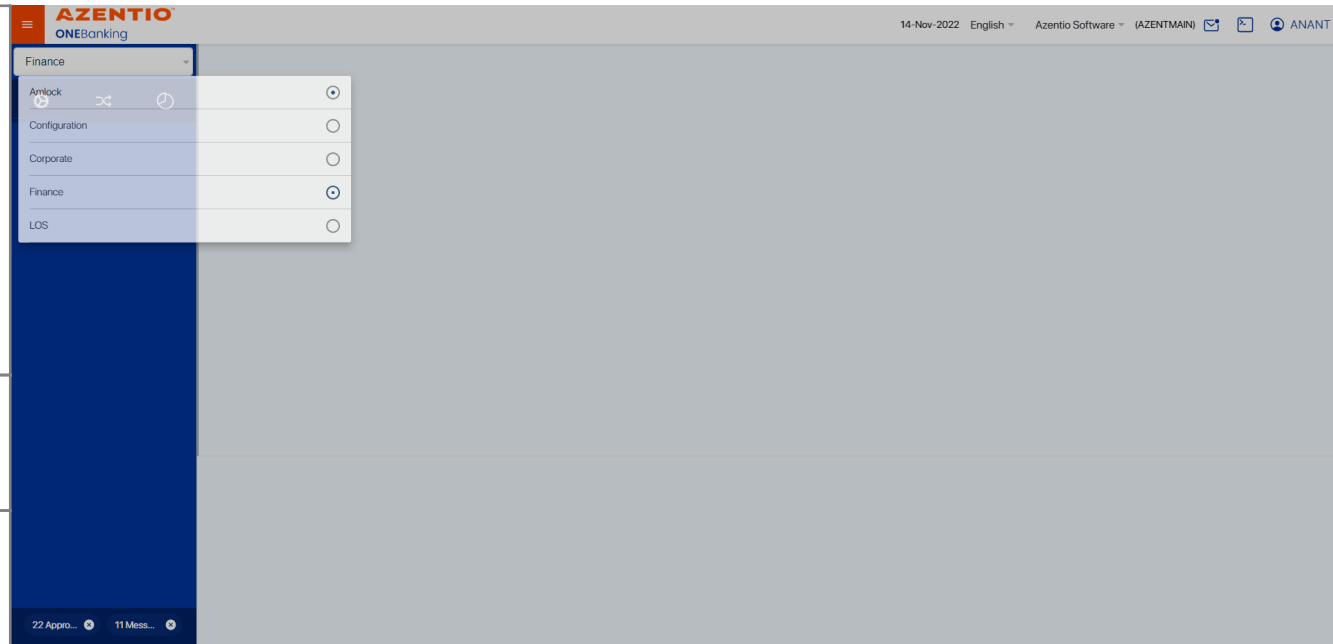 AZENTIO™
ONEBanking
14-Nov-2022 English Azentio Software (AZENTMAIN) ANANT
Finance
Amlock
Configuration
Corporate
Finance
LOS
22 Appro... 11 Mess...